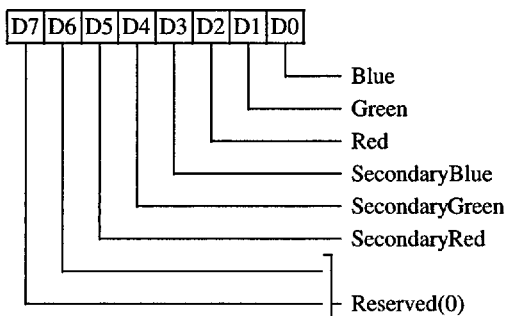 D7 D6 D5 D4 D3 D2 D1 D0
Blue
Green
Red
SecondaryBlue
SecondaryGreen
SecondaryRed
Reserved(0)